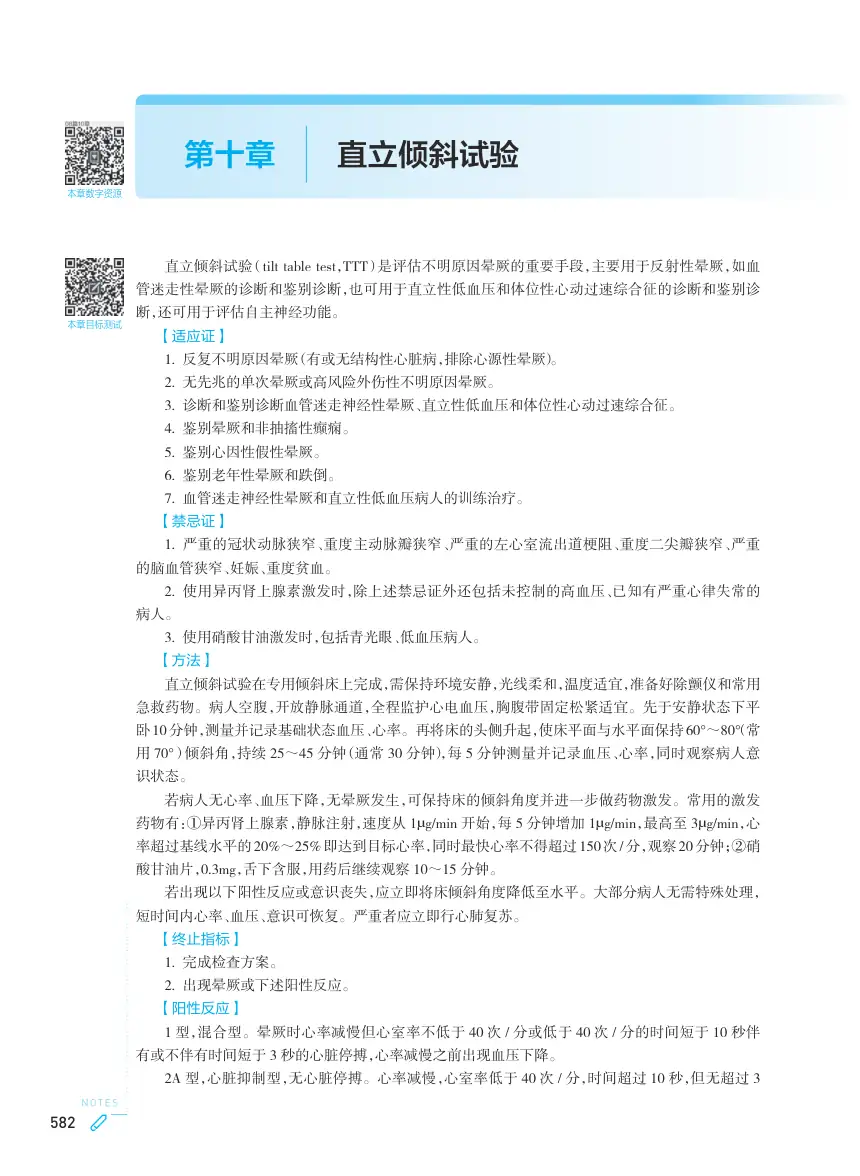 第十章
直立倾斜试验
本章数字资源
本章目标测试
直立倾斜试验(tilt table test,TTT)是评估不明原因晕厥的重要手段,主要用于反射性晕厥,如血
管迷走性晕厥的诊断和鉴别诊断,也可用于直立性低血压和体位性心动过速综合征的诊断和鉴别诊
断,还可用于评估自主神经功能。
【适应证】
1. 反复不明原因晕厥(有或无结构性心脏病,排除心源性晕厥)。
2. 无先兆的单次晕厥或高风险外伤性不明原因晕厥。
3. 诊断和鉴别诊断血管迷走神经性晕厥、直立性低血压和体位性心动过速综合征。
4. 鉴别晕厥和非抽搐性癫痫。
5. 鉴别心因性假性晕厥。
6. 鉴别老年性晕厥和跌倒。
7. 血管迷走神经性晕厥和直立性低血压病人的训练治疗。
【禁忌证】
1. 严重的冠状动脉狭窄、重度主动脉瓣狭窄、严重的左心室流出道梗阻、重度二尖瓣狭窄、严重
的脑血管狭窄、妊娠、重度贫血。
2. 使用异丙肾上腺素激发时,除上述禁忌证外还包括未控制的高血压、已知有严重心律失常的
病人。
3. 使用硝酸甘油激发时,包括青光眼、低血压病人。
【方法】
直立倾斜试验在专用倾斜床上完成,需保持环境安静,光线柔和,温度适宜,准备好除颤仪和常用
急救药物。病人空腹,开放静脉通道,全程监护心电血压,胸腹带固定松紧适宜。先于安静状态下平
卧10分钟,测量并记录基础状态血压、心率。再将床的头侧升起,使床平面与水平面保持60°~80°(常
用 70°)倾斜角,持续 25~45 分钟(通常 30 分钟),每 5 分钟测量并记录血压、心率,同时观察病人意
识状态。
若病人无心率、血压下降,无晕厥发生,可保持床的倾斜角度并进一步做药物激发。常用的激发
药物有:①异丙肾上腺素,静脉注射,速度从 1μg/min 开始,每 5 分钟增加 1μg/min,最高至 3μg/min,心
率超过基线水平的20%~25%即达到目标心率,同时最快心率不得超过150次/分,观察20分钟;②硝
酸甘油片,0.3mg,舌下含服,用药后继续观察 10~15 分钟。
若出现以下阳性反应或意识丧失,应立即将床倾斜角度降低至水平。大部分病人无需特殊处理,
短时间内心率、血压、意识可恢复。严重者应立即行心肺复苏。
【终止指标】
1. 完成检查方案。
2. 出现晕厥或下述阳性反应。
【阳性反应】
1 型,混合型。晕厥时心率减慢但心室率不低于 40 次 / 分或低于 40 次 / 分的时间短于 10 秒伴
有或不伴有时间短于 3 秒的心脏停搏,心率减慢之前出现血压下降。
2A 型,心脏抑制型,无心脏停搏。心率减慢,心室率低于 40 次 / 分,时间超过 10 秒,但无超过 3
NOTES
582